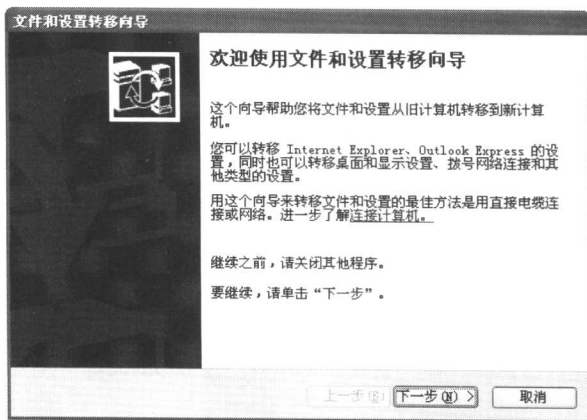 文件和设置转移向导
欢迎使用文件和设置转移向导
这个向导帮助您将文件和设置从旧计算机转移到新计算
机。
您可以转移 Internet Explorer、Outlook Express 的设
置，同时也可以转移桌面和显示设置、拨号网络连接和其
他类型的设置。
用这个向导来转移文件和设置的最佳方法是用直接电缆连
接或网络。进一步了解连接计算机。
继续之前，请关闭其他程序。
要继续，请单击“下一步”。
上一步(B) 下一步(N) > 取消